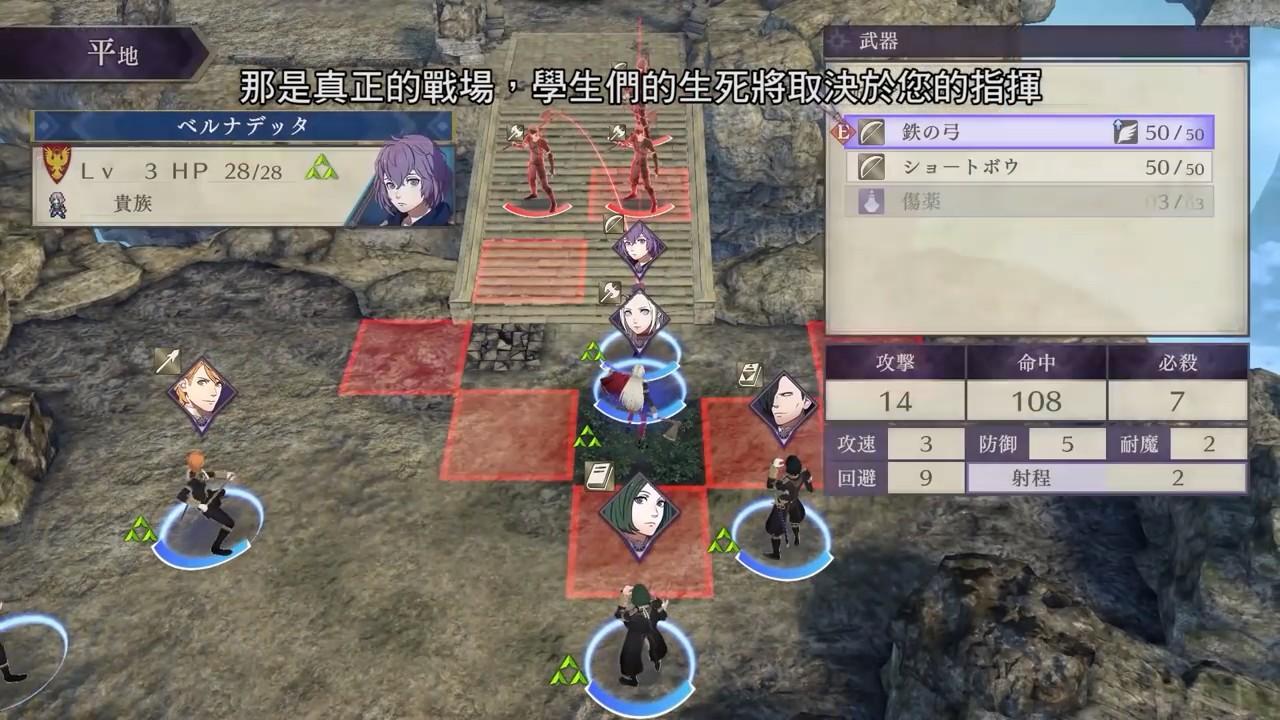 平地
那是真正的戰場，學生們的生死將取決於您的指揮
ベルナデッタ
Lv 3 HP 28/28
貴族
武器
E 鉄の弓 50/50
ショートボウ 50/50
傷薬
攻撃 命中 必殺
14 108 7
攻速 3 防御 5 耐魔 2
回避 9 射程 2